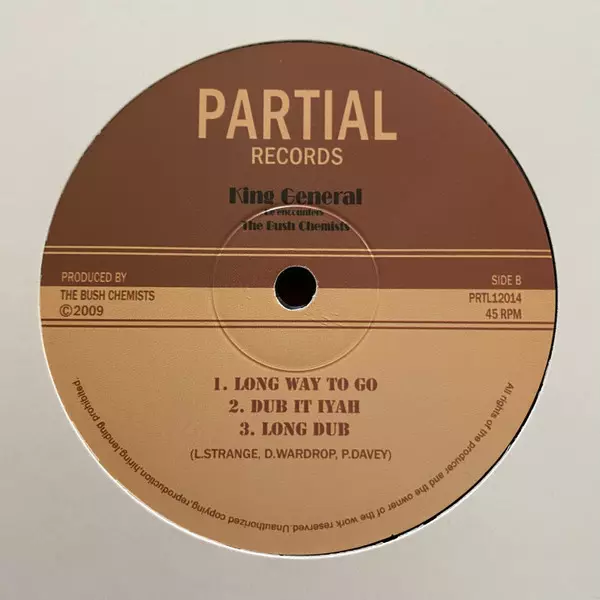 PARTIAL
RECORDS
King General
Re encounters
The Bush Chemists
PRODUCED BY
THE BUSH CHEMISTS
©2009
SIDE B
PRTL12014
45 RPM
1. LONG WAY TO GO
2. DUB IT IYAH
3. LONG DUB
(L.STRANGE, D.WARDROP, P.DAVEY)
All rights of the producer and the owner of the work reserved.Unauthorized copying,reproduction,hiring,lending prohibited.